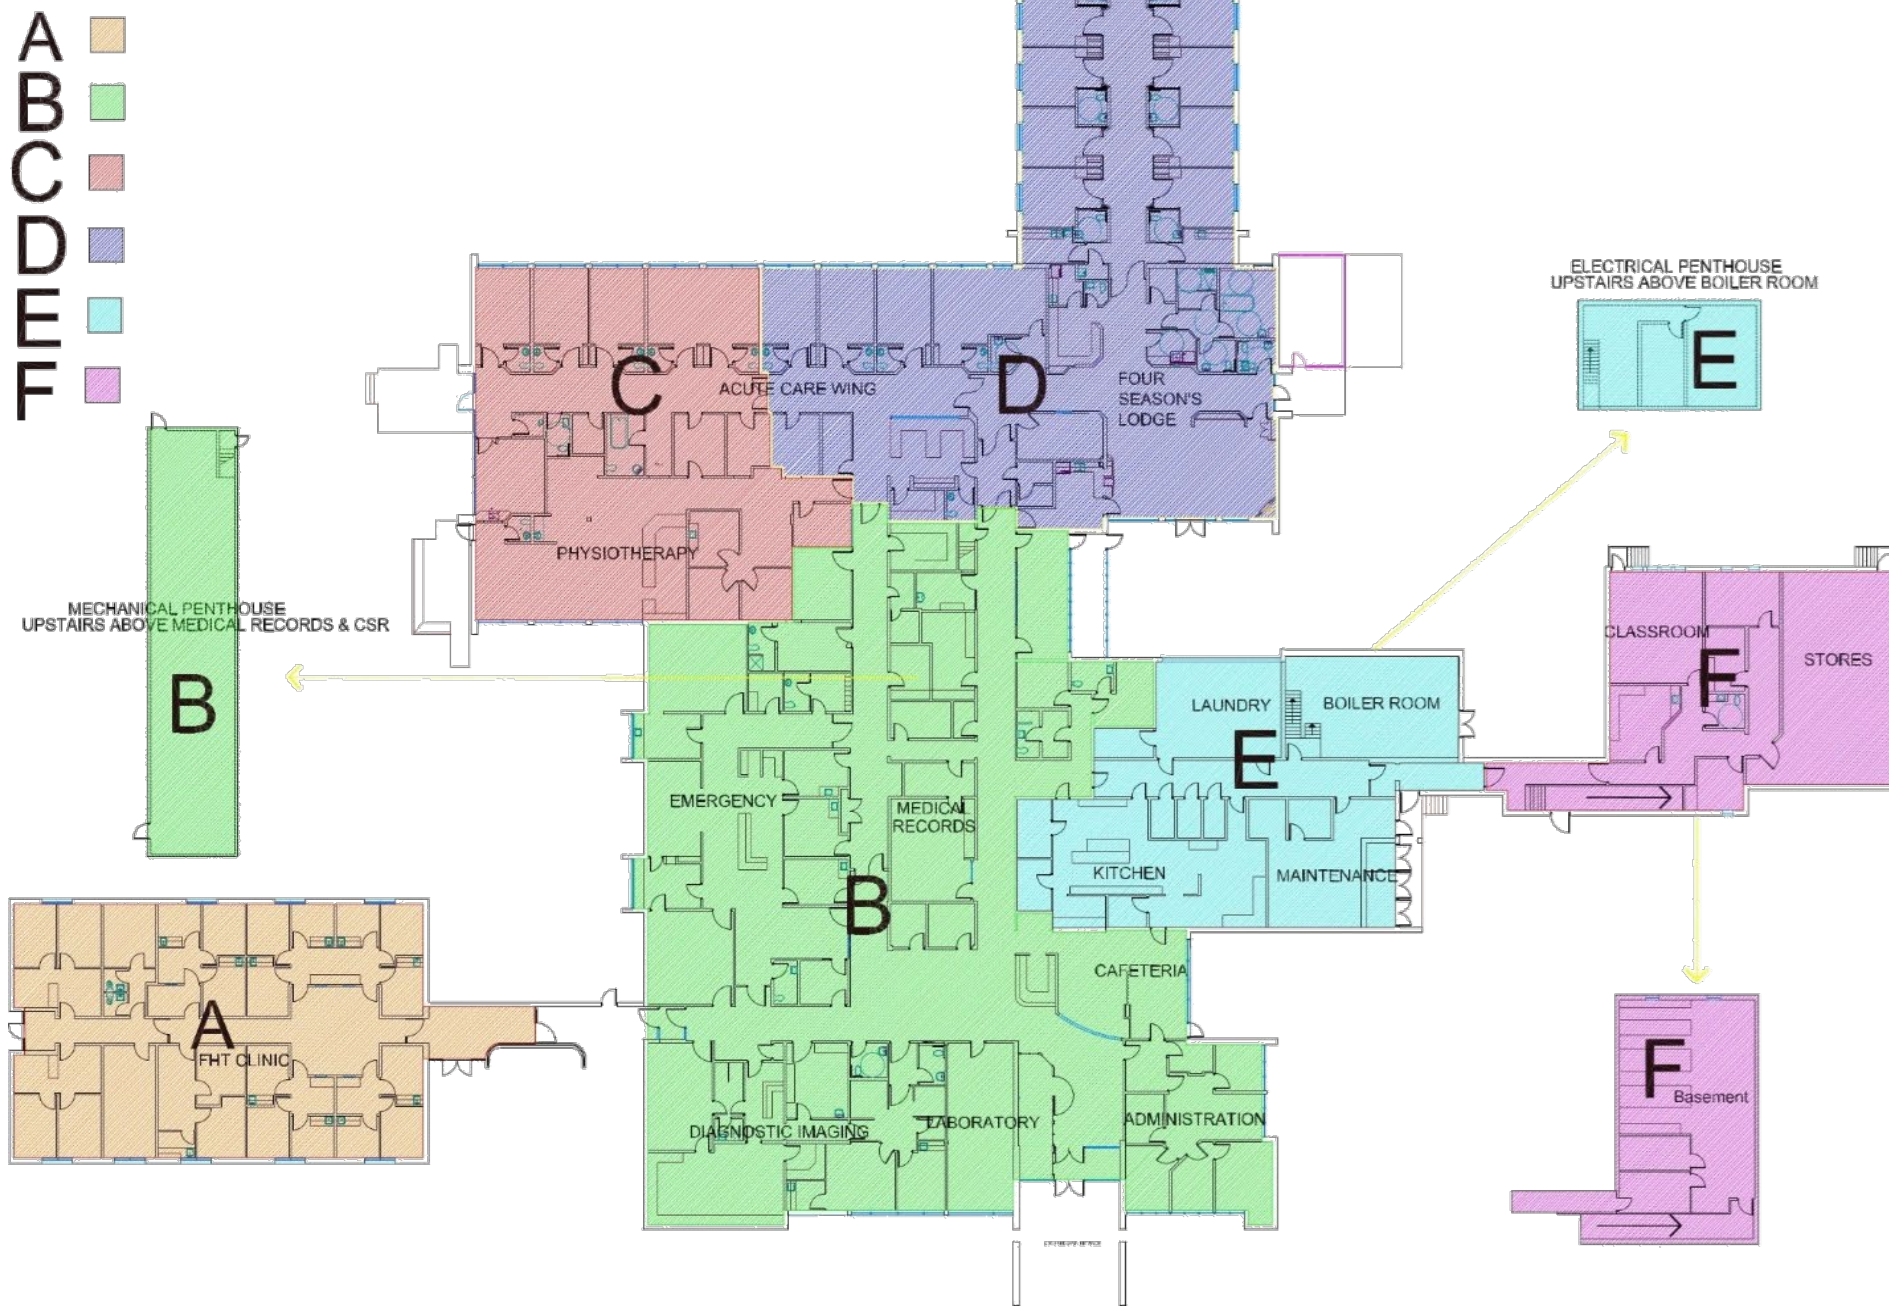 A
B
C
D
E
F
ELECTRICAL PENTHOUSE
UPSTAIRS ABOVE BOILER ROOM
E
C
ACUTE CARE WING
D
FOUR
SEASON'S
LODGE
PHYSIOTHERAPY
MECHANICAL PENTHOUSE
UPSTAIRS ABOVE MEDICAL RECORDS & CSR
B
CLASSROOM
F
STORES
LAUNDRY
BOILER ROOM
E
EMERGENCY
MEDICAL
RECORDS
B
KITCHEN
MAINTENANCE
CAFETERIA
A
FHT CLINIC
F
Basement
DIAGNOSTIC IMAGING
LABORATORY
ADMINISTRATION